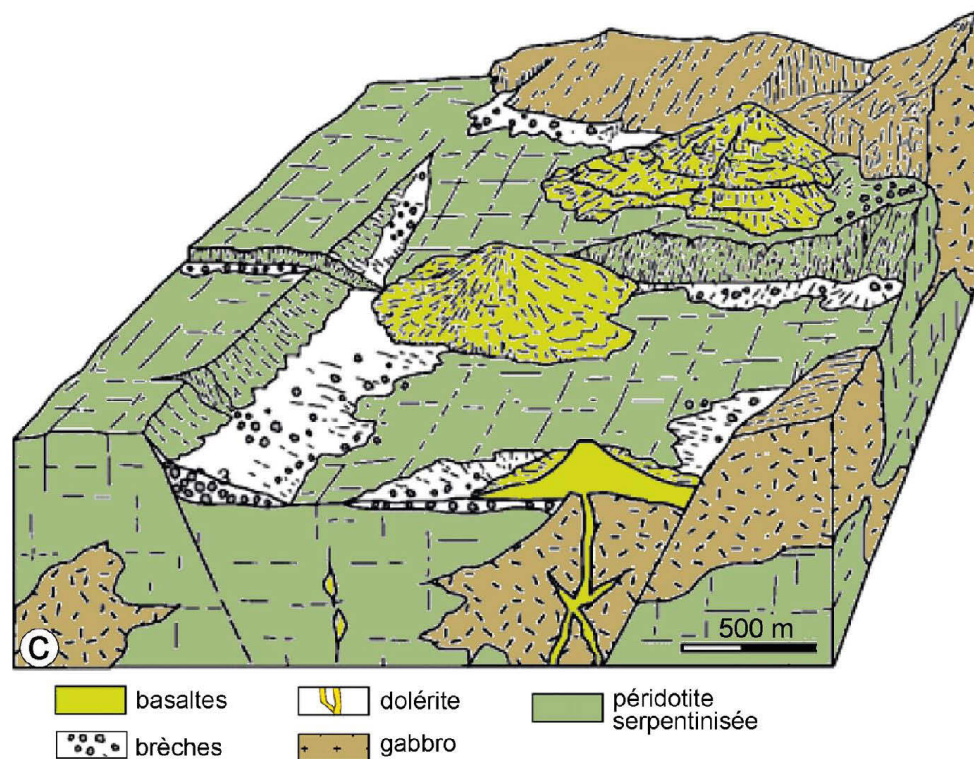 500 m
C
basaltes
dolérite
péridotite
serpentinisée
brèches
gabbro